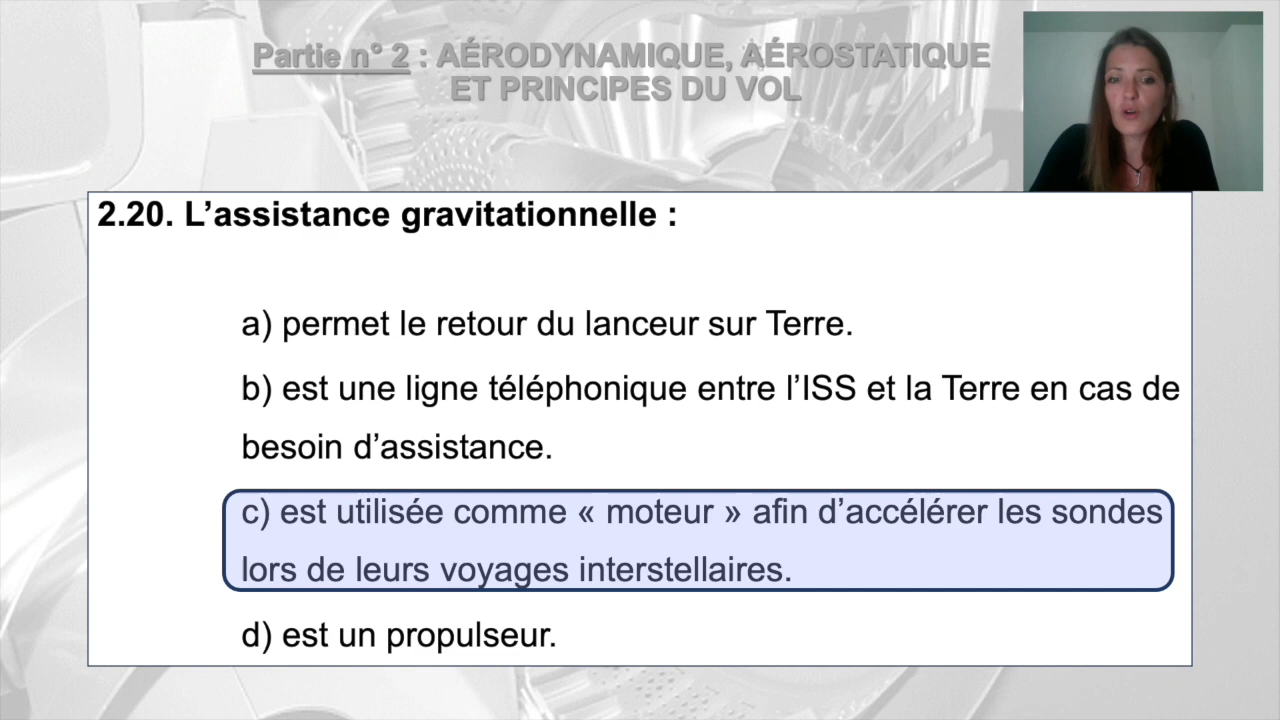 Partie n° 2 : AÉRODYNAMIQUE, AÉROSTATIQUE
ET PRINCIPES DU VOL
2.20. L’assistance gravitationnelle :
a) permet le retour du lanceur sur Terre.
b) est une ligne téléphonique entre l’ISS et la Terre en cas de
besoin d’assistance.
c) est utilisée comme « moteur » afin d’accélérer les sondes
lors de leurs voyages interstellaires.
d) est un propulseur.